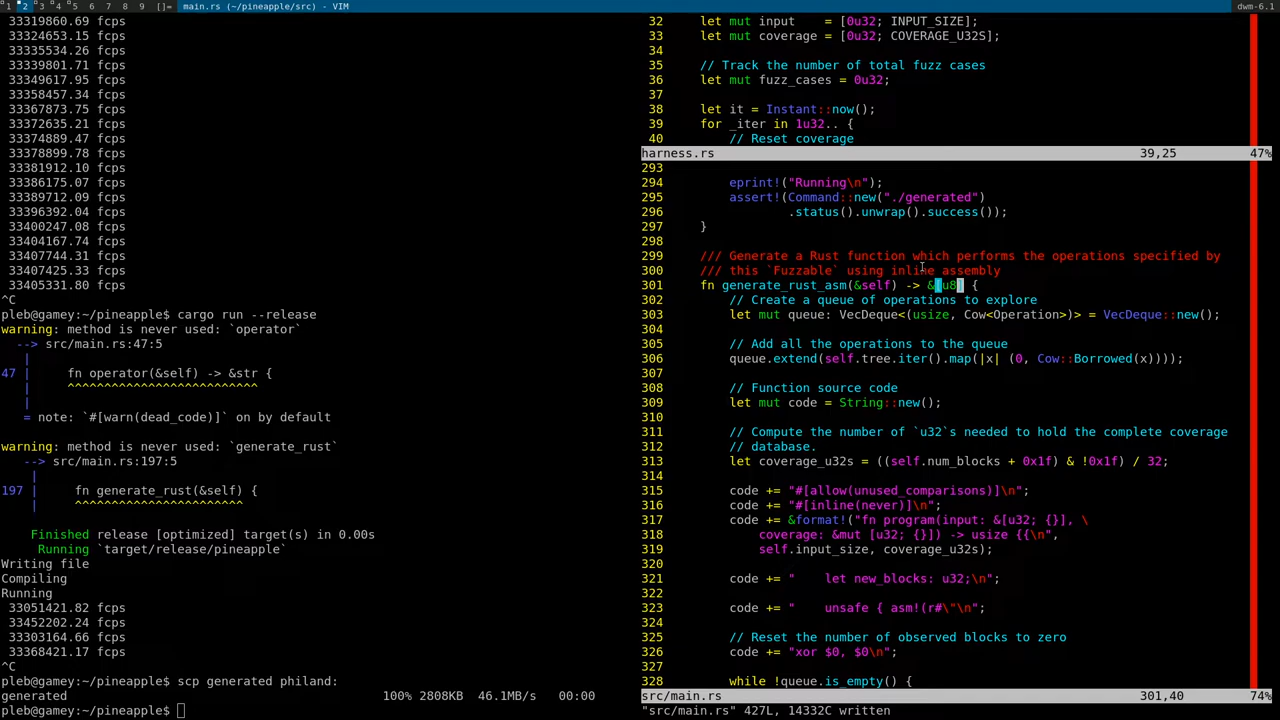 1 2 3 4 5 6 7 8 9 []= main.rs (~/pineapple/src) - VIM dwm-6.1
33319860.69 fcps
33324653.15 fcps
33335534.26 fcps
33339801.71 fcps
33349617.95 fcps
33358457.34 fcps
33367873.75 fcps
33372635.21 fcps
33374889.47 fcps
33378899.78 fcps
33381912.10 fcps
33386175.07 fcps
33389712.09 fcps
33396392.04 fcps
33400247.08 fcps
33404167.74 fcps
33407744.31 fcps
33407425.33 fcps
33405331.80 fcps
^C
pleb@gamey:~/pineapple$ cargo run --release
warning: method is never used: `operator`
--> src/main.rs:47:5
|
47 |     fn operator(&self) -> &str {
|     ^^^^^^^^^^^^^^^^^^^^^^^^^^
|
= note: `#[warn(dead_code)]` on by default
warning: method is never used: `generate_rust`
--> src/main.rs:197:5
|
197 |     fn generate_rust(&self) {
|     ^^^^^^^^^^^^^^^^^^^^^^^
Finished release [optimized] target(s) in 0.00s
Running `target/release/pineapple`
Writing file
Compiling
Running
33051421.82 fcps
33452202.24 fcps
33303164.66 fcps
33368421.17 fcps
^C
pleb@gamey:~/pineapple$ scp generated philand:
generated 100% 2808KB 46.1MB/s 00:00
pleb@gamey:~/pineapple$
32     let mut input    = [0u32; INPUT_SIZE];
33     let mut coverage = [0u32; COVERAGE_U32S];
34
35     // Track the number of total fuzz cases
36     let mut fuzz_cases = 0u32;
37
38     let it = Instant::now();
39     for _iter in 1u32.. {
40         // Reset coverage
harness.rs 39,25 47%
293
294         eprint!("Running\n");
295         assert!(Command::new("./generated")
296                 .status().unwrap().success());
297     }
298
299     /// Generate a Rust function which performs the operations specified by
300     /// this `Fuzzable` using inline assembly
301     fn generate_rust_asm(&self) -> &[u8] {
302         // Create a queue of operations to explore
303         let mut queue: VecDeque<(usize, Cow<Operation>)> = VecDeque::new();
304
305         // Add all the operations to the queue
306         queue.extend(self.tree.iter().map(|x| (0, Cow::Borrowed(x))));
307
308         // Function source code
309         let mut code = String::new();
310
311         // Compute the number of `u32`s needed to hold the complete coverage
312         // database.
313         let coverage_u32s = ((self.num_blocks + 0x1f) & !0x1f) / 32;
314
315         code += "#[allow(unused_comparisons)]\n";
316         code += "#[inline(never)]\n";
317         code += &format!("fn program(input: &[u32; {}], \
318             coverage: &mut [u32; {}]) -> usize {{\n",
319             self.input_size, coverage_u32s);
320
321         code += "    let new_blocks: u32;\n";
322
323         code += "    unsafe { asm!(r#\"\n";
324
325         // Reset the number of observed blocks to zero
326         code += "xor $0, $0\n";
327
328         while !queue.is_empty() {
src/main.rs 301,40 74%
"src/main.rs" 427L, 14332C written